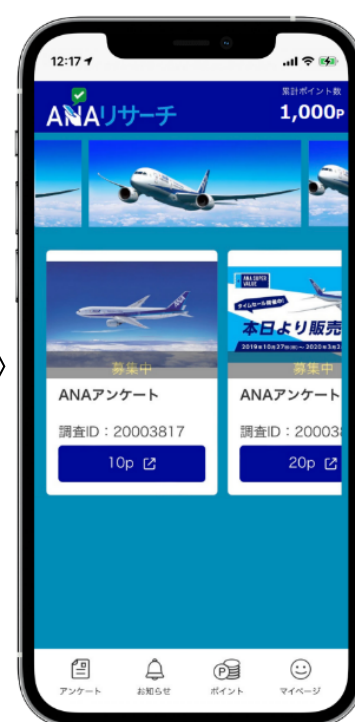 12:17
累計ポイント数
ANAリサーチ
1,000P
募集中
ANAアンケート
調査ID：20003817
10p
ANA SUPER VALUE
タイムセール開催中!
本日より販売
募集中
ANAアンケート
調査ID：20003
20p
アンケート
お知らせ
ポイント
マイページ